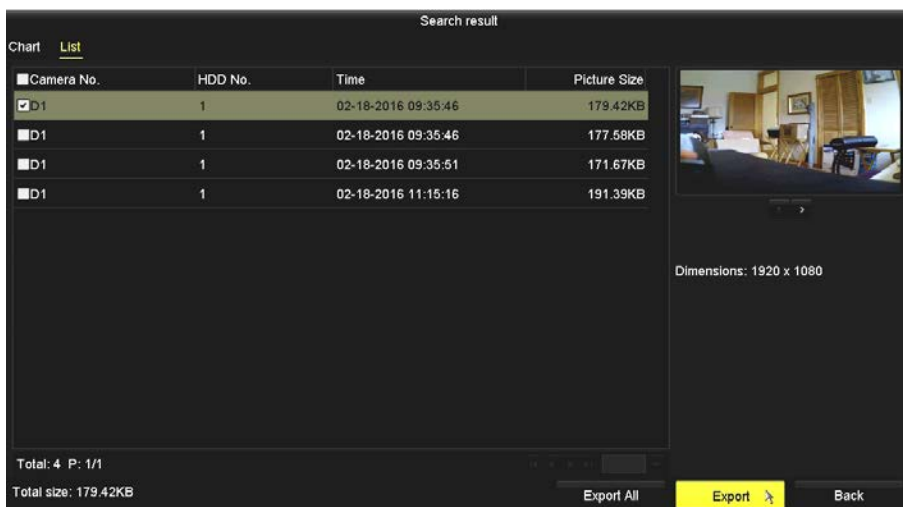 Search result
Chart List
Camera No. HDD No. Time Picture Size
D1 1 02-18-2016 09:35:46 179.42KB
D1 1 02-18-2016 09:35:46 177.58KB
D1 1 02-18-2016 09:35:51 171.67KB
D1 1 02-18-2016 11:15:16 191.39KB
Dimensions: 1920 x 1080
Total: 4 P: 1/1
Total size: 179.42KB
Export All Export Back